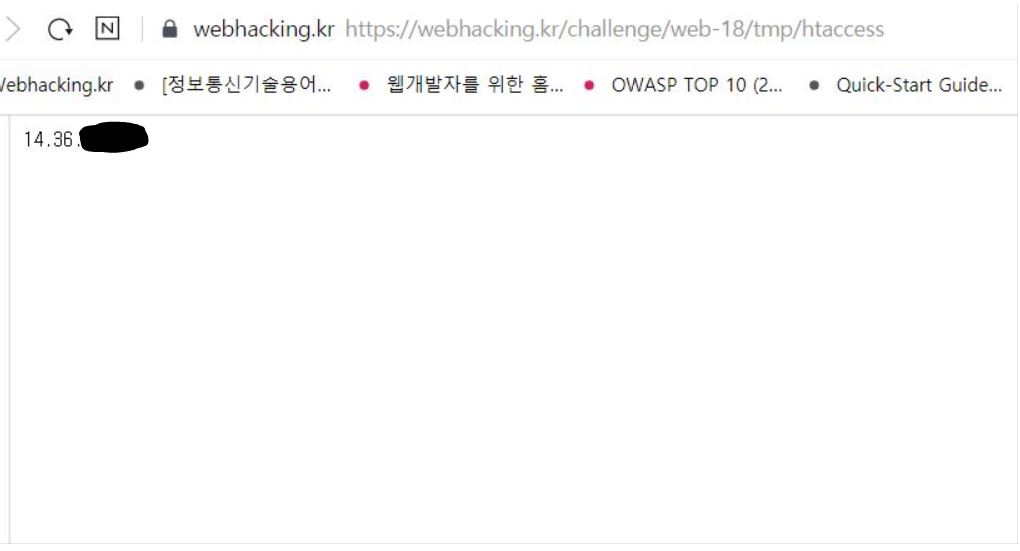 webhacking.kr https://webhacking.kr/challenge/web-18/tmp/htaccess
ebhacking.kr • [정보통신기술용어... • 웹개발자를 위한 홈... • OWASP TOP 10 (2... • Quick-Start Guide...
14.36.